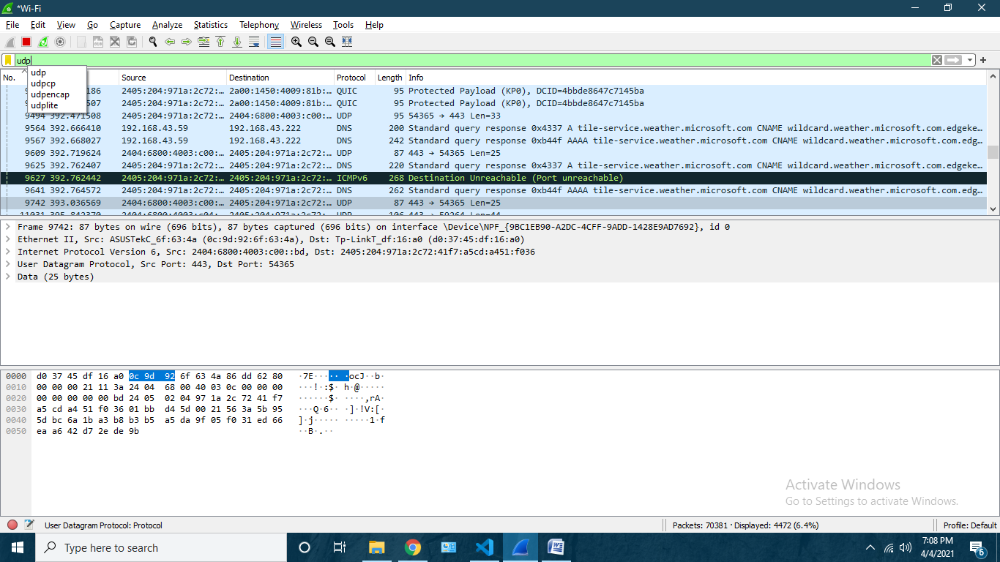 *Wi-Fi
File Edit View Go Capture Analyze Statistics Telephony Wireless Tools Help
udp
udp
udpcp
udpencap
udplite
No. Source Destination Protocol Length Info
186 2405:204:971a:2c72:… 2a00:1450:4009:81b:… QUIC 95 Protected Payload (KP0), DCID=4bbde8647c7145ba
507 2405:204:971a:2c72:… 2a00:1450:4009:81b:… QUIC 95 Protected Payload (KP0), DCID=4bbde8647c7145ba
9494 392.471508 2405:204:971a:2c72:… 2404:6800:4003:c00:… UDP 95 54365 → 443 Len=33
9564 392.666410 192.168.43.59 192.168.43.222 DNS 200 Standard query response 0x4337 A tile-service.weather.microsoft.com CNAME wildcard.weather.microsoft.com.edgeke…
9567 392.668027 192.168.43.59 192.168.43.222 DNS 242 Standard query response 0xb44f AAAA tile-service.weather.microsoft.com CNAME wildcard.weather.microsoft.com.edg…
9609 392.719624 2404:6800:4003:c00:… 2405:204:971a:2c72:… UDP 87 443 → 54365 Len=25
9625 392.762407 2405:204:971a:2c72:… 2405:204:971a:2c72:… DNS 220 Standard query response 0x4337 A tile-service.weather.microsoft.com CNAME wildcard.weather.microsoft.com.edgeke…
9627 392.762442 2405:204:971a:2c72:… 2405:204:971a:2c72:… ICMPv6 268 Destination Unreachable (Port unreachable)
9641 392.764572 2405:204:971a:2c72:… 2405:204:971a:2c72:… DNS 262 Standard query response 0xb44f AAAA tile-service.weather.microsoft.com CNAME wildcard.weather.microsoft.com.edg…
9742 393.036569 2404:6800:4003:c00:… 2405:204:971a:2c72:… UDP 87 443 → 54365 Len=25
Frame 9742: 87 bytes on wire (696 bits), 87 bytes captured (696 bits) on interface \Device\NPF_{9BC1EB90-A2DC-4CFF-9ADD-1428E9AD7692}, id 0
Ethernet II, Src: ASUSTekC_6f:63:4a (0c:9d:92:6f:63:4a), Dst: Tp-LinkT_df:16:a0 (d0:37:45:df:16:a0)
Internet Protocol Version 6, Src: 2404:6800:4003:c00::bd, Dst: 2405:204:971a:2c72:41f7:a5cd:a451:f036
User Datagram Protocol, Src Port: 443, Dst Port: 54365
Data (25 bytes)
0000 d0 37 45 df 16 a0 0c 9d 92 6f 63 4a 86 dd 62 80 ·7E··· ·· ·ocJ··b·
0010 00 00 00 21 11 3a 24 04 68 00 40 03 0c 00 00 00 ···!·:$· h·@·····
0020 00 00 00 00 00 bd 24 05 02 04 97 1a 2c 72 41 f7 ······$· ····,rA·
0030 a5 cd a4 51 f0 36 01 bb d4 5d 00 21 56 3a 5b 95 ···Q·6·· ·]·!V:[·
0040 5d bc 6a 1b a3 b8 b3 b5 a5 da 9f 05 f0 31 ed 66 ]·j····· ·····1·f
0050 ea a6 42 d7 2e de 9b ··B·.··
Activate Windows
Go to Settings to activate Windows.
User Datagram Protocol: Protocol Packets: 70381 · Displayed: 4472 (6.4%) Profile: Default
Type here to search
7:08 PM
4/4/2021
6